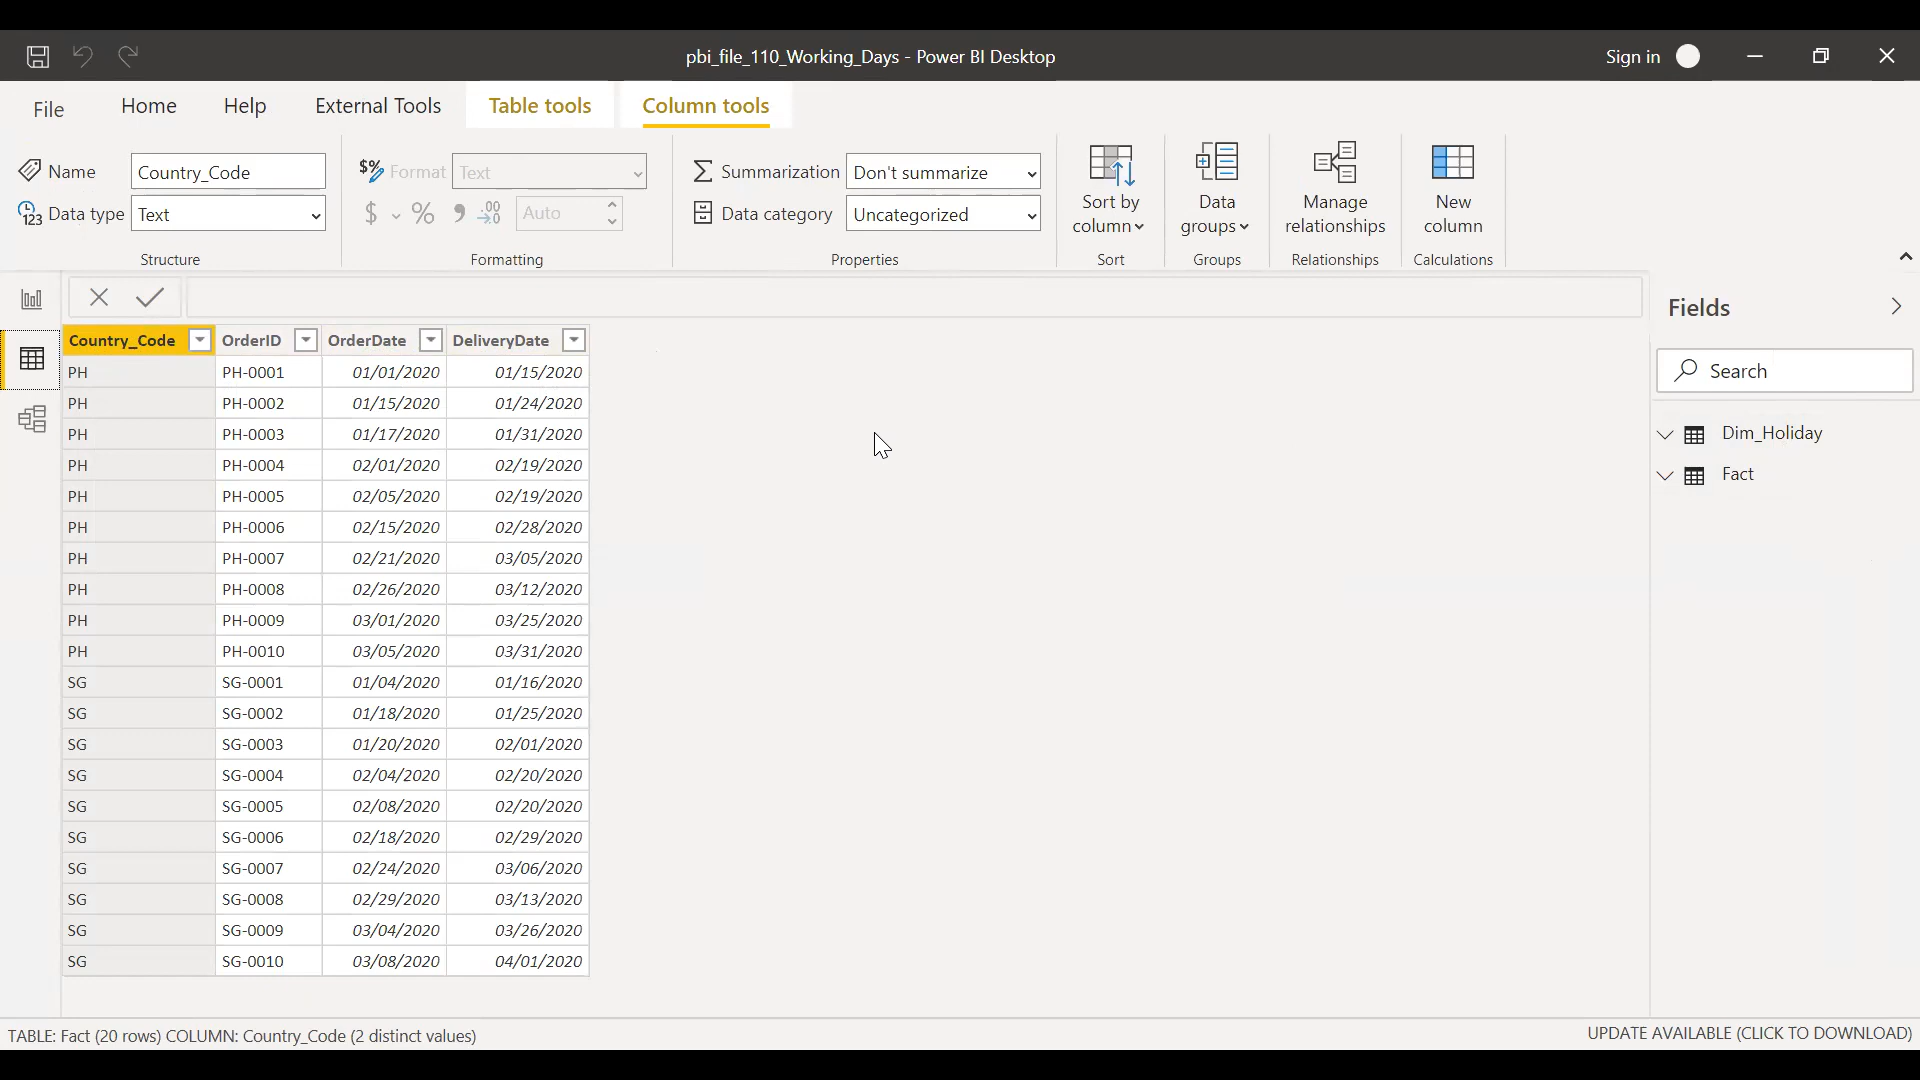 pbi_file_110_Working_Days - Power BI Desktop
Sign in
File Home Help External Tools Table tools Column tools
Name Country_Code
Data type Text
Structure
$% Format Text
$ % 9 .00 Auto
Formatting
Summarization Don't summarize
Data category Uncategorized
Properties
Sort by
column
Sort
Data
groups
Groups
Manage
relationships
Relationships
New
column
Calculations
Country_Code OrderID OrderDate DeliveryDate
PH PH-0001 01/01/2020 01/15/2020
PH PH-0002 01/15/2020 01/24/2020
PH PH-0003 01/17/2020 01/31/2020
PH PH-0004 02/01/2020 02/19/2020
PH PH-0005 02/05/2020 02/19/2020
PH PH-0006 02/15/2020 02/28/2020
PH PH-0007 02/21/2020 03/05/2020
PH PH-0008 02/26/2020 03/12/2020
PH PH-0009 03/01/2020 03/25/2020
PH PH-0010 03/05/2020 03/31/2020
SG SG-0001 01/04/2020 01/16/2020
SG SG-0002 01/18/2020 01/25/2020
SG SG-0003 01/20/2020 02/01/2020
SG SG-0004 02/04/2020 02/20/2020
SG SG-0005 02/08/2020 02/20/2020
SG SG-0006 02/18/2020 02/29/2020
SG SG-0007 02/24/2020 03/06/2020
SG SG-0008 02/29/2020 03/13/2020
SG SG-0009 03/04/2020 03/26/2020
SG SG-0010 03/08/2020 04/01/2020
Fields
Search
Dim_Holiday
Fact
TABLE: Fact (20 rows) COLUMN: Country_Code (2 distinct values)
UPDATE AVAILABLE (CLICK TO DOWNLOAD)